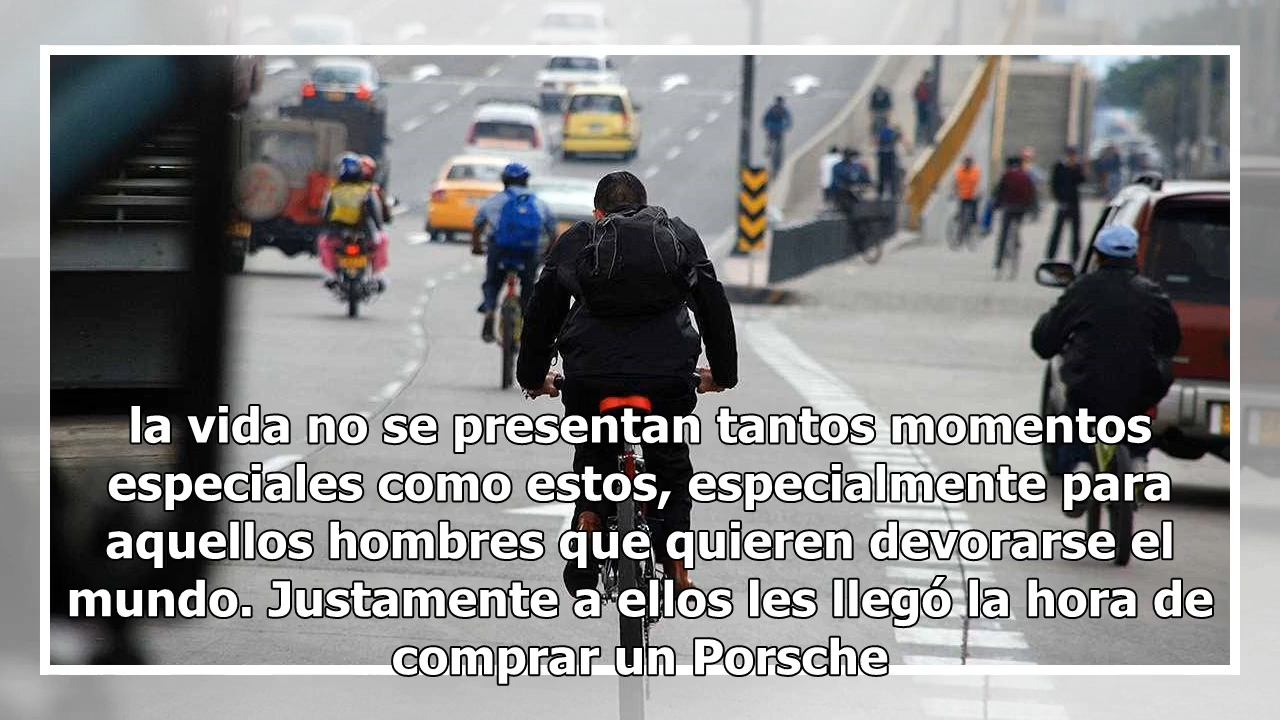 la vida no se presentan tantos momentos
especiales como estos, especialmente para
aquellos hombres que quieren devorarse el
mundo. Justamente a ellos les llegó la hora de
comprar un Porsche